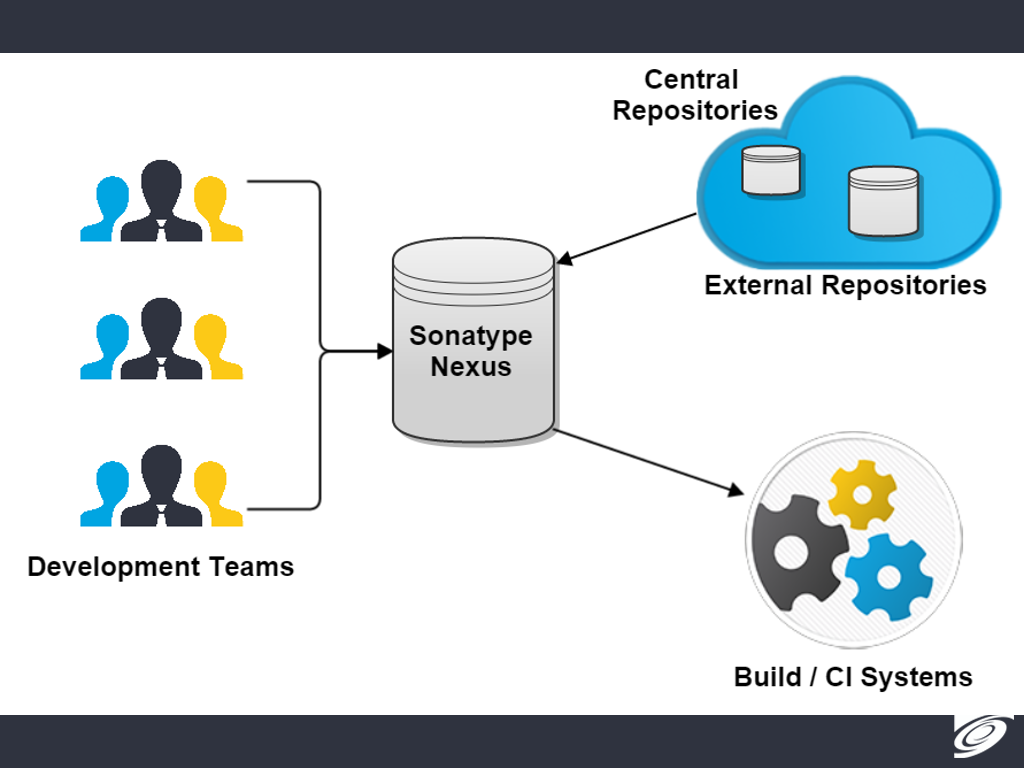 Central
Repositories
External Repositories
Sonatype
Nexus
Development Teams
Build / CI Systems